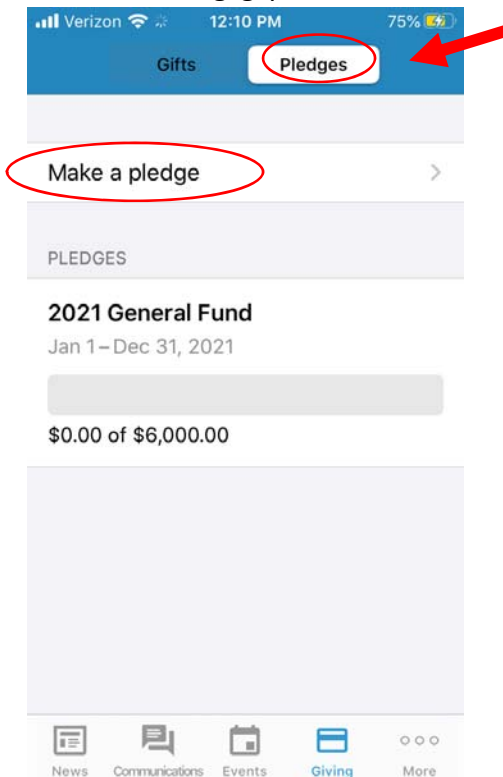 Verizon 12:10 PM 75%
Gifts Pledges
Make a pledge
PLEDGES
2021 General Fund
Jan 1–Dec 31, 2021
$0.00 of $6,000.00
News Communications Events Giving More